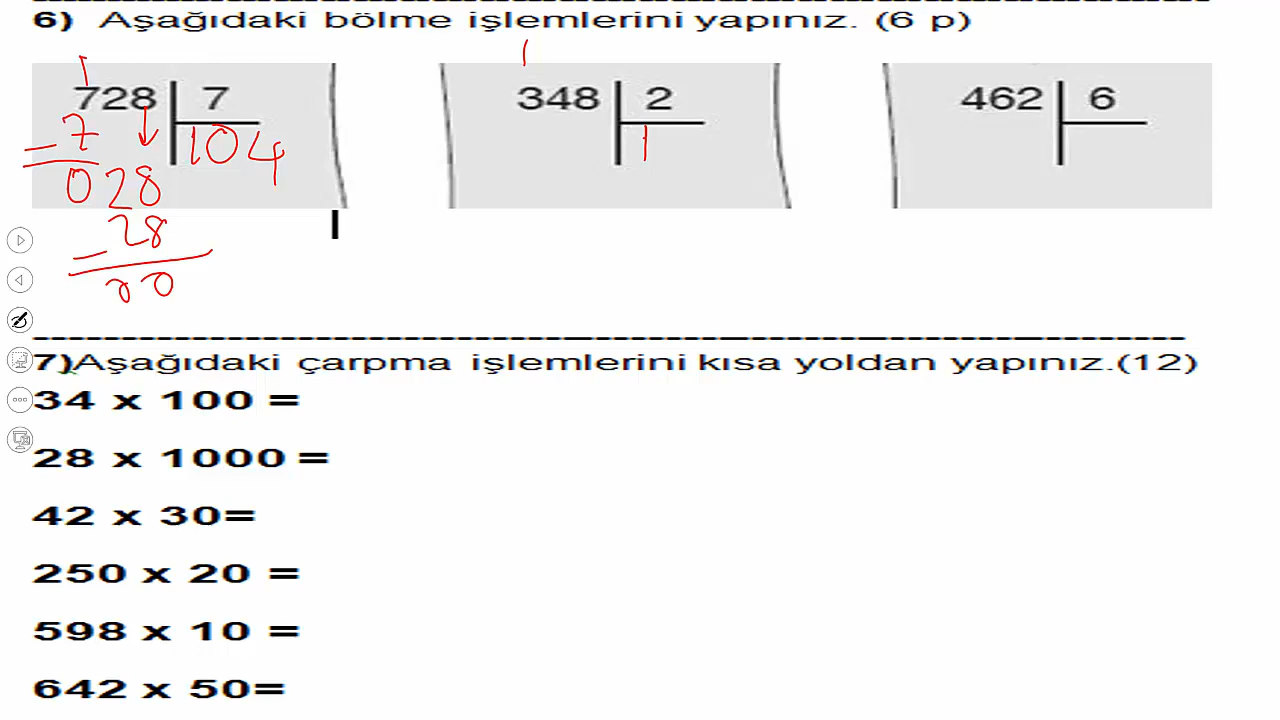 6) Aşağıdaki bölme işlemlerini yapınız. (6 p)
728 7
104
= 7
028
= 28
00
348 2
1
462 6
7)Aşağıdaki çarpma işlemlerini kısa yoldan yapınız.(12)
34 x 100 =
28 x 1000 =
42 x 30=
250 x 20 =
598 x 10 =
642 x 50=